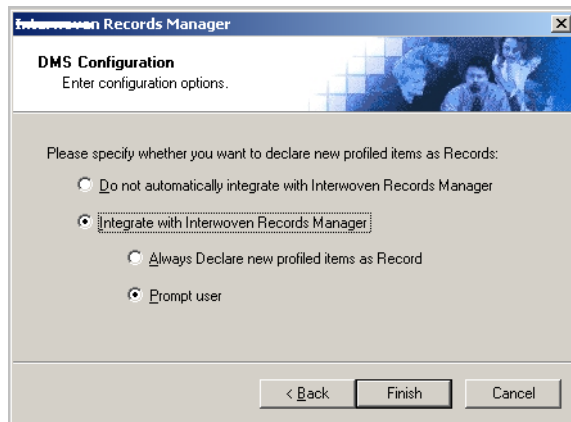 Interwoven Records Manager
DMS Configuration
Enter configuration options.
Please specify whether you want to declare new profiled items as Records:
Do not automatically integrate with Interwoven Records Manager
Integrate with Interwoven Records Manager
Always Declare new profiled items as Record
Prompt user
< Back Finish Cancel